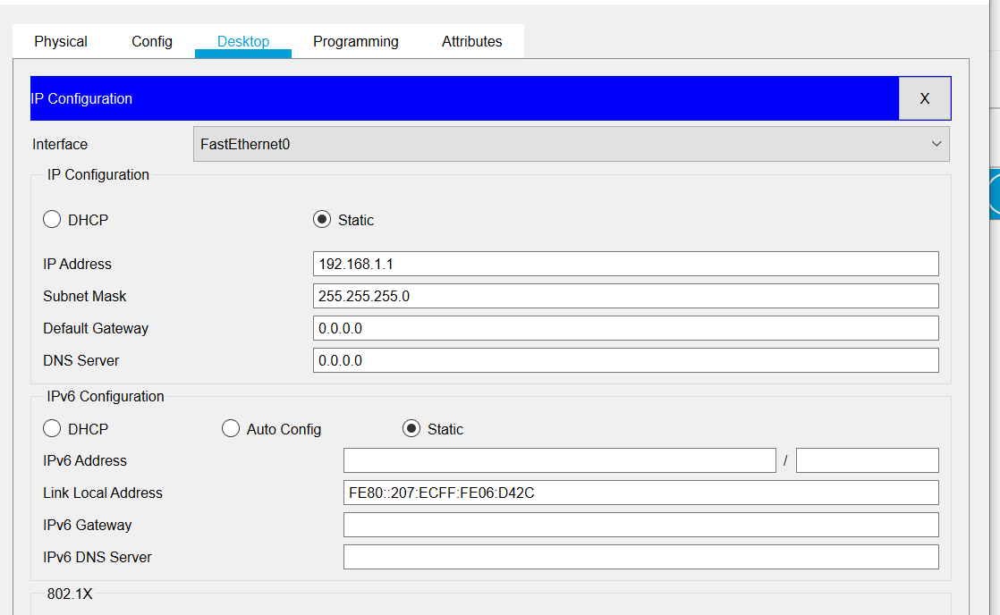 Physical Config Desktop Programming Attributes
IP Configuration X
Interface FastEthernet0
IP Configuration
DHCP Static
IP Address 192.168.1.1
Subnet Mask 255.255.255.0
Default Gateway 0.0.0.0
DNS Server 0.0.0.0
IPv6 Configuration
DHCP Auto Config Static
IPv6 Address /
Link Local Address FE80::207:ECFF:FE06:D42C
IPv6 Gateway
IPv6 DNS Server
802.1X